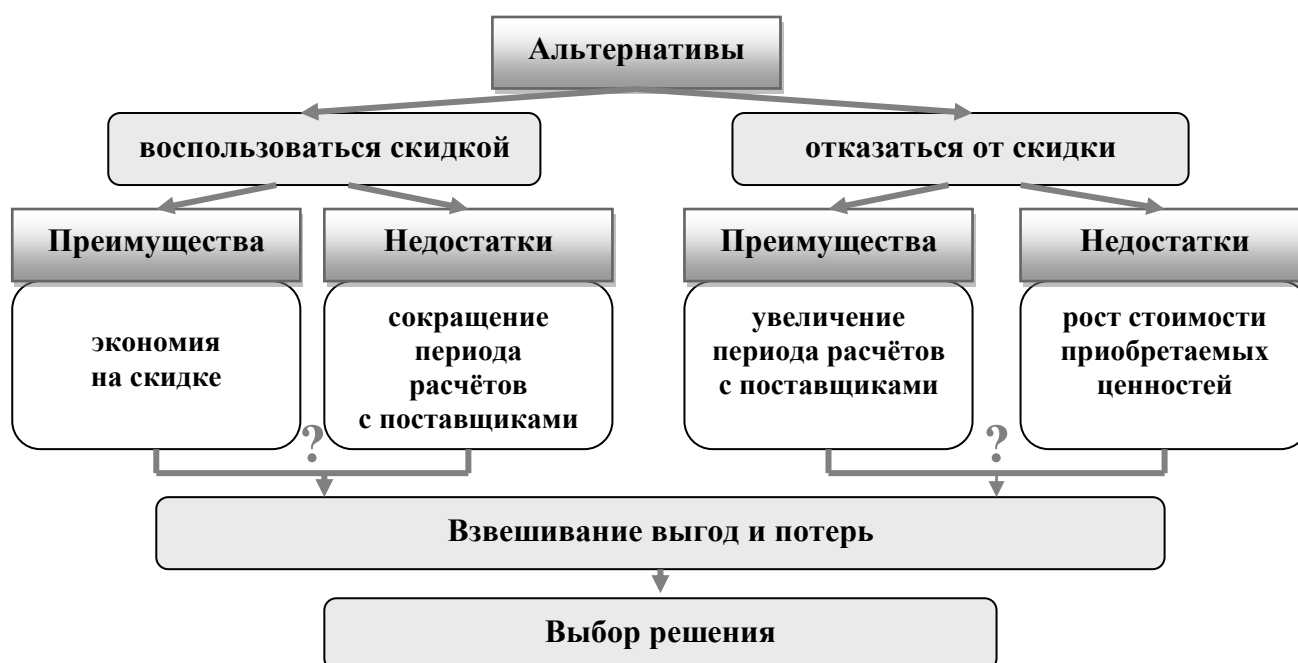 Альтернативы
воспользоваться скидкой
отказаться от скидки
Преимущества
Недостатки
Преимущества
Недостатки
экономия
на скидке
сокращение
периода
расчётов
с поставщиками
увеличение
периода расчётов
с поставщиками
рост стоимости
приобретаемых
ценностей
?
?
Взвешивание выгод и потерь
Выбор решения